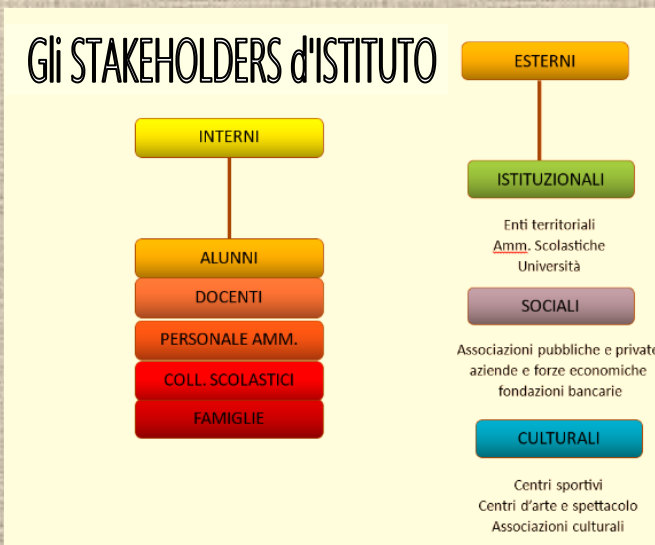 Gli STAKEHOLDERS d'ISTITUTO
INTERNI
ALUNNI
DOCENTI
PERSONALE AMM.
COLL. SCOLASTICI
FAMIGLIE
ESTERNI
ISTITUZIONALI
Enti territoriali
Amm. Scolastiche
Università
SOCIALI
Associazioni pubbliche e private
aziende e forze economiche
fondazioni bancarie
CULTURALI
Centri sportivi
Centri d'arte e spettacolo
Associazioni culturali